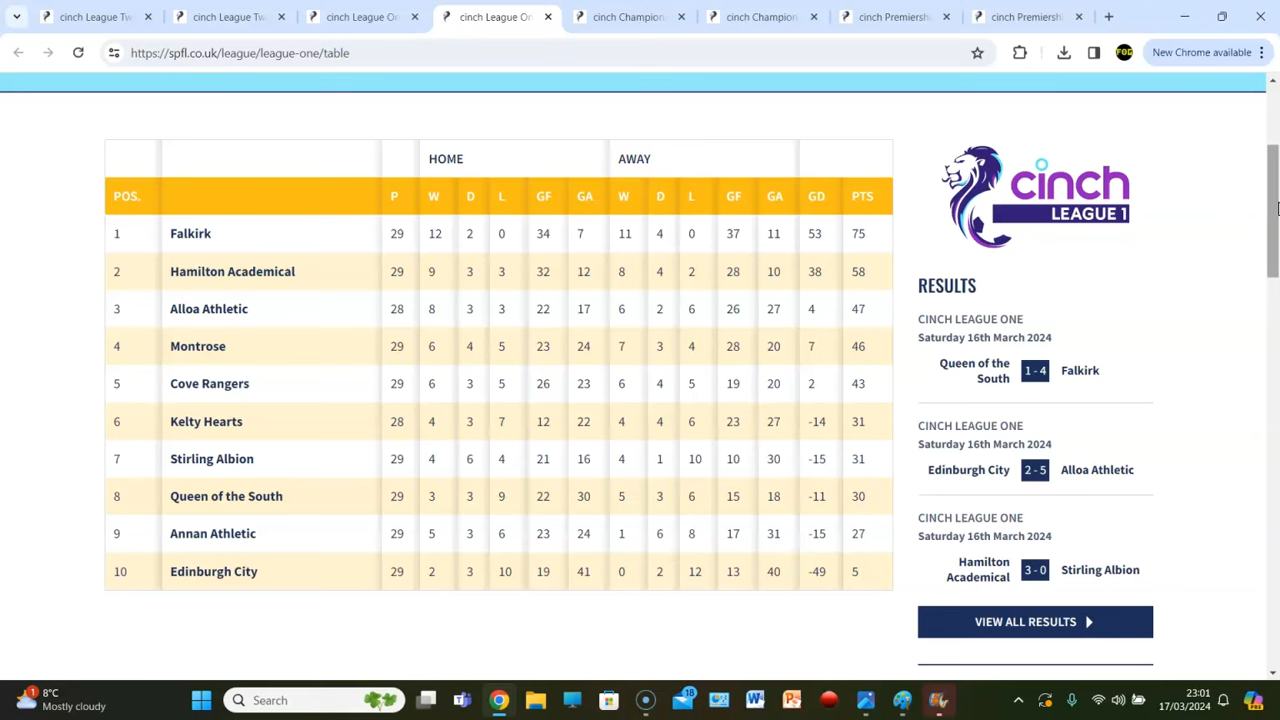 cinch League Tw
cinch League Tw
cinch League On
cinch League On
cinch Champion
cinch Champion
cinch Premiersh
cinch Premiersh
https://spfl.co.uk/league/league-one/table
FOG
New Chrome available
HOME AWAY
POS. P W D L GF GA W D L GF GA GD PTS
1 Falkirk 29 12 2 0 34 7 11 4 0 37 11 53 75
2 Hamilton Academical 29 9 3 3 32 12 8 4 2 28 10 38 58
3 Alloa Athletic 28 8 3 3 22 17 6 2 6 26 27 4 47
4 Montrose 29 6 4 5 23 24 7 3 4 28 20 7 46
5 Cove Rangers 29 6 3 5 26 23 6 4 5 19 20 2 43
6 Kelty Hearts 28 4 3 7 12 22 4 4 6 23 27 -14 31
7 Stirling Albion 29 4 6 4 21 16 4 1 10 10 30 -15 31
8 Queen of the South 29 3 3 9 22 30 5 3 6 15 18 -11 30
9 Annan Athletic 29 5 3 6 23 24 1 6 8 17 31 -15 27
10 Edinburgh City 29 2 3 10 19 41 0 2 12 13 40 -49 5
cinch
LEAGUE 1
RESULTS
CINCH LEAGUE ONE
Saturday 16th March 2024
Queen of the
South 1 - 4 Falkirk
CINCH LEAGUE ONE
Saturday 16th March 2024
Edinburgh City 2 - 5 Alloa Athletic
CINCH LEAGUE ONE
Saturday 16th March 2024
Hamilton
Academical 3 - 0 Stirling Albion
VIEW ALL RESULTS
1
8°C
Mostly cloudy
Search
18
23:01
17/03/2024